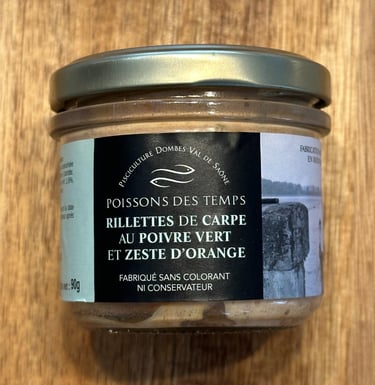 PISCICULTURE DOMBES VAL DE SAÔNE
POISSONS DES TEMPS
RILLETTES DE CARPE
AU POIVRE VERT
ET ZESTE D'ORANGE
FABRIQUÉ SANS COLORANT
NI CONSERVATEUR
90g